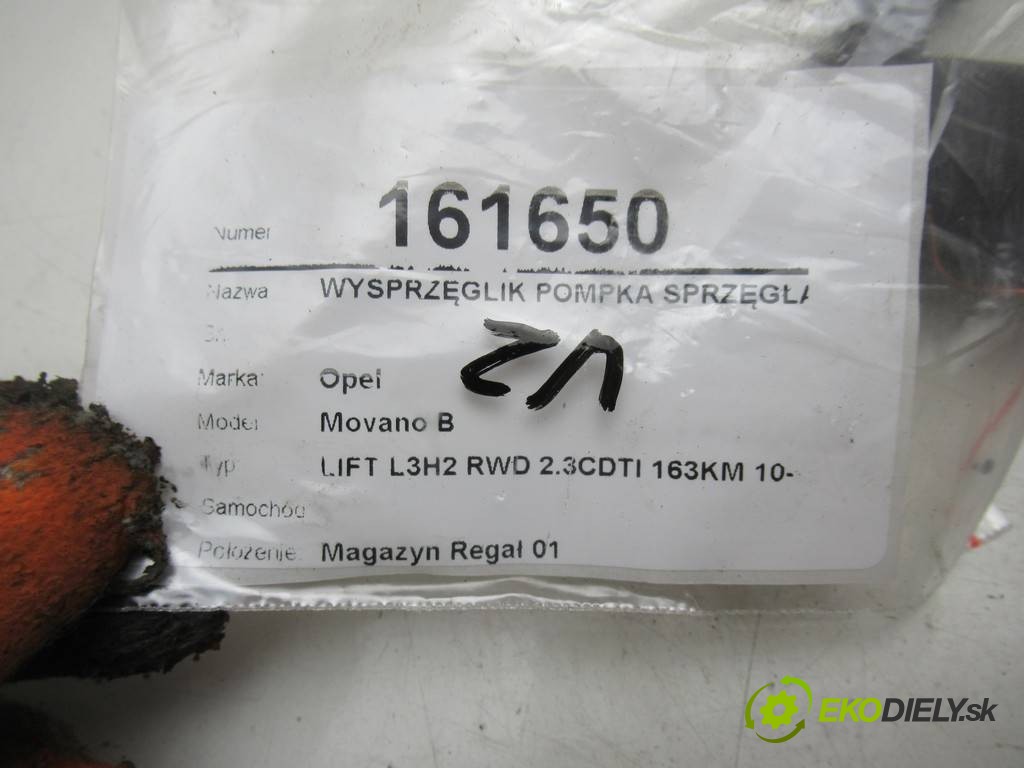 Numer 161650
Nazwa WYSPRZĘGLIK POMPKA SPRZĘGŁA
Marka: Opel
Model Movano B
Typ LIFT L3H2 RWD 2.3CDTI 163KM 10-
Samochód
Położenie: Magazyn Regał 01
EKODIELY.sk